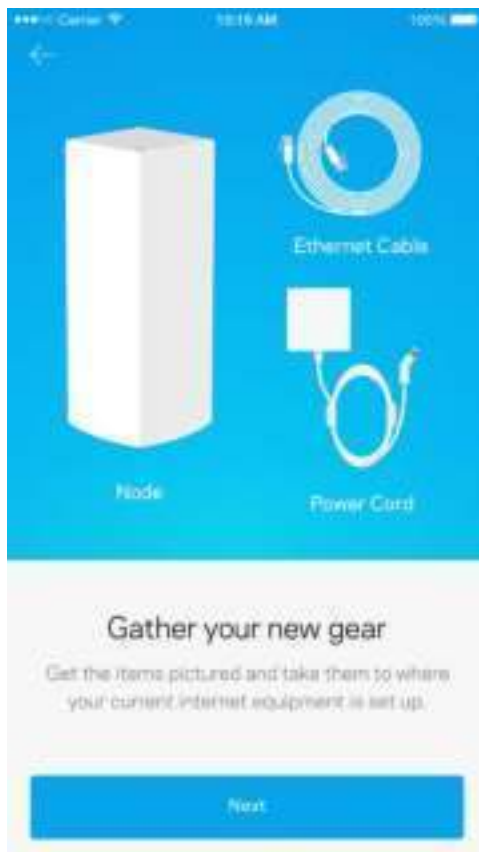 Carrier 10:19 AM 100%
Ethernet Cable
Node
Power Cord
Gather your new gear
Get the items pictured and take them to where
your current internet equipment is set up.
Next